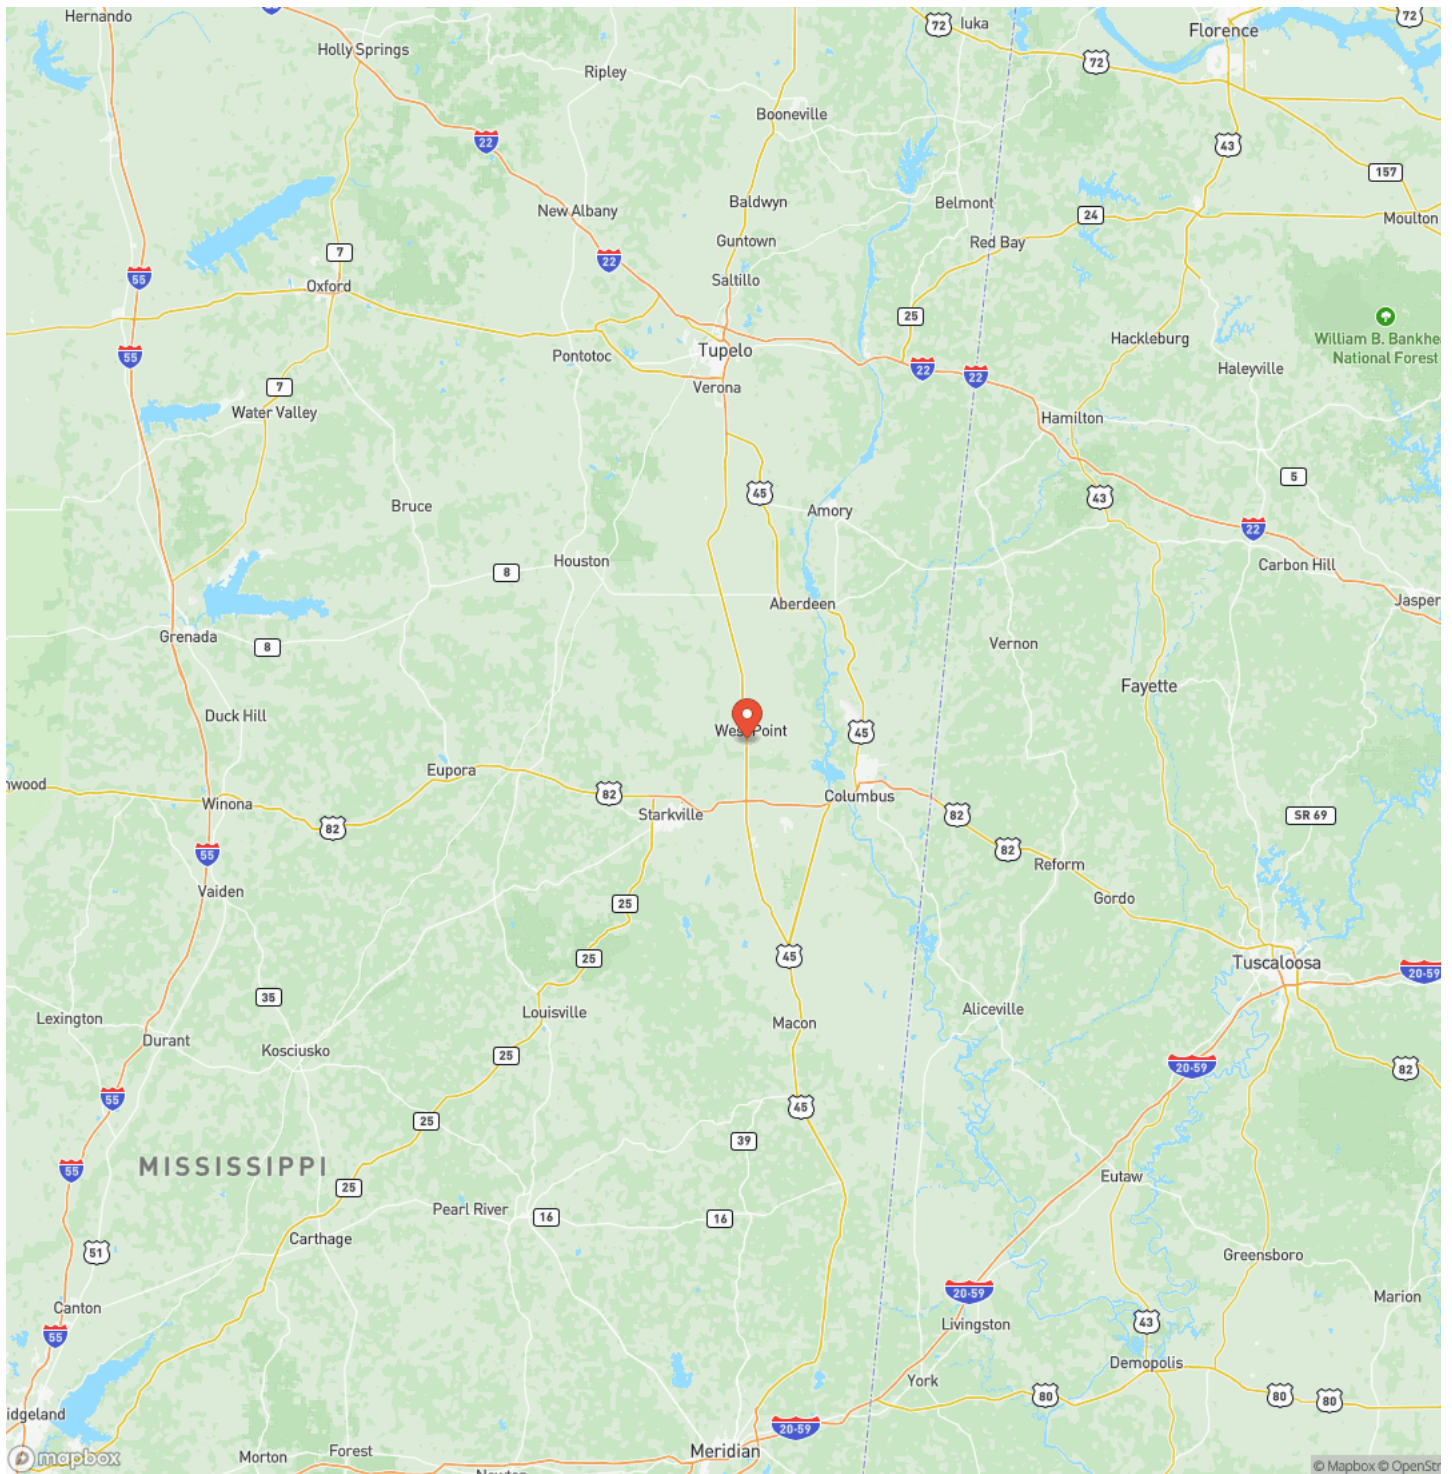 Hernando
72
Iuka
72
Florence
Holly Springs
Ripley
72
Booneville
22
43
157
New Albany
Baldwyn
Belmont
24
Moulton
Guntown
Red Bay
7
22
55
Saltillo
Oxford
25
William B. Bankhea
National Forest
55
Pontotoc
Tupelo
Hackleburg
22
22
Haleyville
7
Verona
Water Valley
Hamilton
5
45
43
Bruce
Amory
22
Houston
8
Carbon Hill
Aberdeen
Jasper
Grenada
8
Vernon
Fayette
Duck Hill
West Point
45
Eupora
nwood
82
Winona
Columbus
82
Starkville
82
SR 69
55
82
Reform
Vaiden
25
Gordo
25
45
Tuscaloosa
20-59
35
Lexington
Louisville
Macon
Aliceville
Durant
Kosciusko
25
20-59
82
55
45
25
39
MISSISSIPPI
55
25
Eutaw
Pearl River
16
16
51
Carthage
Greensboro
20-59
Canton
Marion
55
Livingston
43
Demopolis
York
80
80
80
idgeland
20-59
Meridian
Morton
Forest
Newton
mapbox
© Mapbox © OpenStr